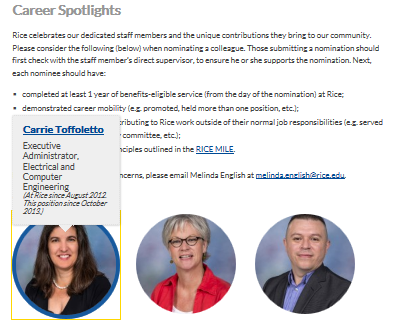 Career Spotlights
Rice celebrates our dedicated staff members and the unique contributions they bring to our community.
Please consider the following (below) when nominating a colleague. Those submitting a nomination should
first check with the staff member's direct supervisor, to ensure he or she supports the nomination. Next,
each nominee should have:
completed at least 1 year of benefits-eligible service (from the day of the nomination) at Rice;
demonstrated career mobility (e.g. promoted, held more than one position, etc.);
tributing to Rice work outside of their normal job responsibilities (e.g. served
committee, etc.);
nciples outlined in the RICE MILE.
ncerns, please email Melinda English at melinda.english@rice.edu.
Carrie Toffoletto
Executive
Administrator,
Electrical and
Computer
Engineering
(At Rice since August 2012.
This position since October
2013.)